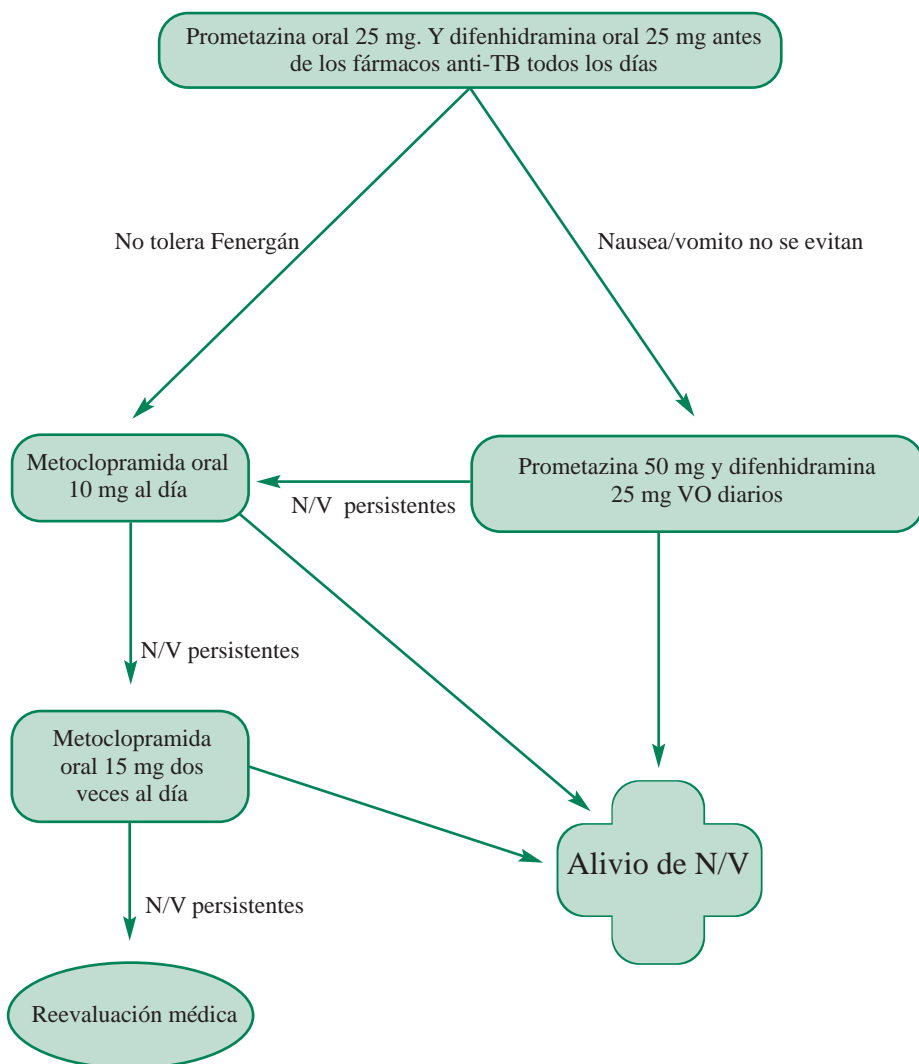 Prometazina oral 25 mg. Y difenhidramina oral 25 mg antes
de los fármacos anti-TB todos los días
No tolera Fenergán
Nausea/vomito no se evitan
Metoclopramida oral
10 mg al día
N/V persistentes
Prometazina 50 mg y difenhidramina
25 mg VO diarios
N/V persistentes
Metoclopramida
oral 15 mg dos
veces al día
Alivio de N/V
N/V persistentes
Reevaluación médica